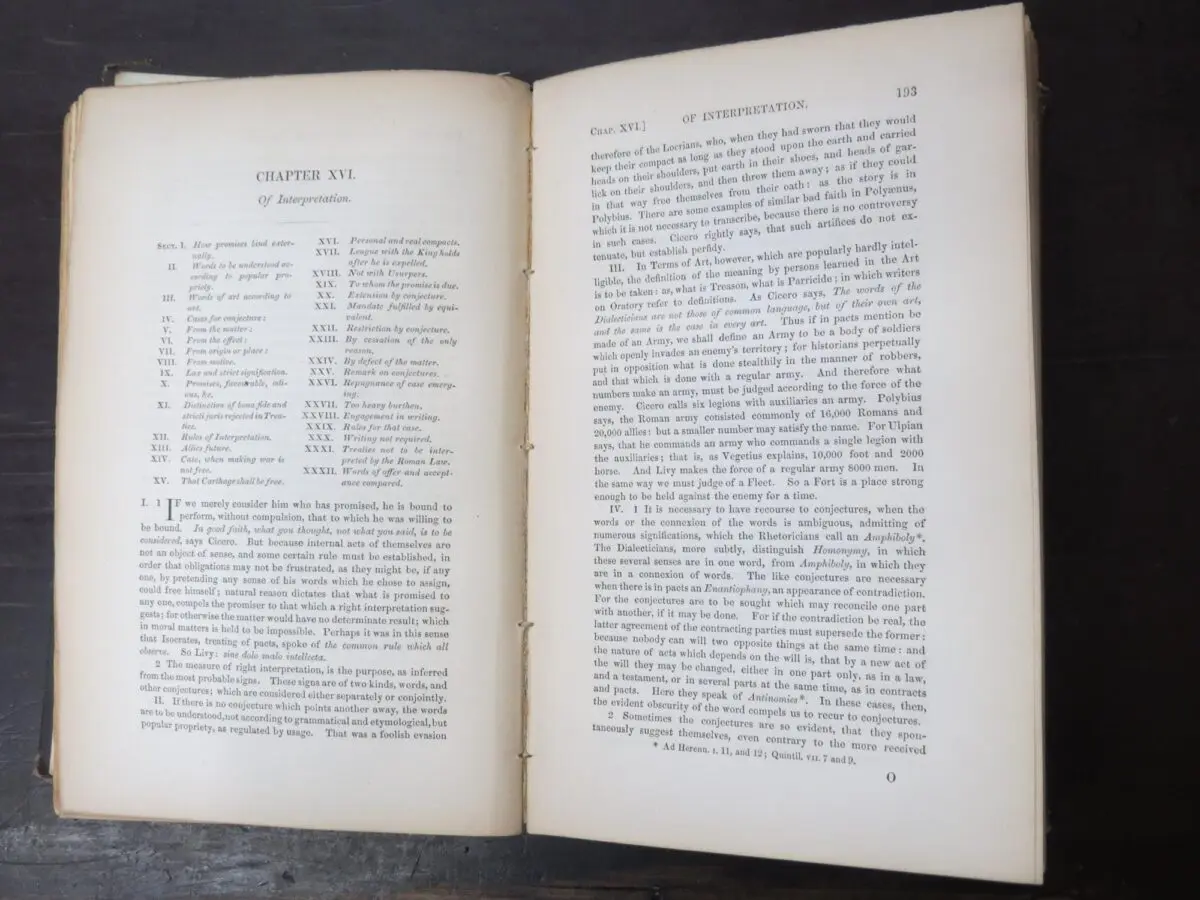 CHAPTER XVI.
Of Interpretation.
SECT. I. How promises bind exter-
nally.
II. Words to be understood ac-
cording to popular pro-
priety.
III. Words of art according to
art.
IV. Cases for conjecture:
V. From the matter:
VI. From the effect:
VII. From origin or place:
VIII. From motive.
IX. Lax and strict signification.
X. Promises, favourable, odi-
ous, &c.
XI. Distinction of bona fide and
stricti juris rejected in Trea-
ties.
XII. Rules of Interpretation.
XIII. Allies future.
XIV. Case, when making war is
not free.
XV. That Carthage shall be free.
XVI. Personal and real compacts.
XVII. League with the King holds
after he is expelled.
XVIII. Not with Usurpers.
XIX. To whom the promise is due.
XX. Extension by conjecture.
XXI. Mandate fulfilled by equi-
valent.
XXII. Restriction by conjecture.
XXIII. By cessation of the only
reason.
XXIV. By defect of the matter.
XXV. Remark on conjectures.
XXVI. Repugnance of case emerg-
ing.
XXVII. Too heavy burthen.
XXVIII. Engagement in writing.
XXIX. Rules for that case.
XXX. Writing not required.
XXXI. Treaties not to be inter-
preted by the Roman Law.
XXXII. Words of offer and accept-
ance compared.
I. 1 IF we merely consider him who has promised, he is bound to
perform, without compulsion, that to which he was willing to
be bound. In good faith, what you thought, not what you said, is to be
considered, says Cicero. But because internal acts of themselves are
not an object of sense, and some certain rule must be established, in
order that obligations may not be frustrated, as they might be, if any
one, by pretending any sense of his words which he chose to assign,
could free himself; natural reason dictates that what is promised to
any one, compels the promiser to that which a right interpretation sug-
gests; for otherwise the matter would have no determinate result; which
in moral matters is held to be impossible. Perhaps it was in this sense
that Isocrates, treating of pacts, spoke of the common rule which all
observe. So Livy: sine dolo malo intellecta.
2 The measure of right interpretation, is the purpose, as inferred
from the most probable signs. These signs are of two kinds, words, and
other conjectures; which are considered either separately or conjointly.
II. If there is no conjecture which points another away, the words
are to be understood, not according to grammatical and etymological, but
popular propriety, as regulated by usage. That was a foolish evasion
CHAP. XVI.] OF INTERPRETATION. 193
therefore of the Locrians, who, when they had sworn that they would
keep their compact as long as they stood upon the earth and carried
heads on their shoulders, put earth in their shoes, and heads of gar-
lick on their shoulders, and then threw them away; as if they could
in that way free themselves from their oath: as the story is in
Polybius. There are some examples of similar bad faith in Polyænus,
which it is not necessary to transcribe, because there is no controversy
in such cases. Cicero rightly says, that such artifices do not ex-
tenuate, but establish perfidy.
III. In Terms of Art, however, which are popularly hardly intel-
ligible, the definition of the meaning by persons learned in the Art
is to be taken: as, what is Treason, what is Parricide; in which writers
on Oratory refer to definitions. As Cicero says, The words of the
Dialecticians are not those of common language, but of their own art,
and the same is the case in every art. Thus if in pacts mention be
made of an Army, we shall define an Army to be a body of soldiers
which openly invades an enemy's territory; for historians perpetually
put in opposition what is done stealthily in the manner of robbers,
and that which is done with a regular army. And therefore what
numbers make an army, must be judged according to the force of the
enemy. Cicero calls six legions with auxiliaries an army. Polybius
says, the Roman army consisted commonly of 16,000 Romans and
20,000 allies: but a smaller number may satisfy the name. For Ulpian
says, that he commands an army who commands a single legion with
the auxiliaries; that is, as Vegetius explains, 10,000 foot and 2000
horse. And Livy makes the force of a regular army 8000 men. In
the same way we must judge of a Fleet. So a Fort is a place strong
enough to be held against the enemy for a time.
IV. 1 It is necessary to have recourse to conjectures, when the
words or the connexion of the words is ambiguous, admitting of
numerous significations, which the Rhetoricians call an Amphiboly*.
The Dialecticians, more subtly, distinguish Homonymy, in which
these several senses are in one word, from Amphiboly, in which they
are in a connexion of words. The like conjectures are necessary
when there is in pacts an Enantiophany, an appearance of contradiction.
For the conjectures are to be sought which may reconcile one part
with another, if it may be done. For if the contradiction be real, the
latter agreement of the contracting parties must supersede the former:
because nobody can will two opposite things at the same time: and
the nature of acts which depend on the will is, that by a new act of
the will they may be changed, either in one part only, as in a law,
and a testament, or in several parts at the same time, as in contracts
and pacts. Here they speak of Antinomies*. In these cases, then,
the evident obscurity of the word compels us to recur to conjectures.
2 Sometimes the conjectures are so evident, that they spon-
taneously suggest themselves, even contrary to the more received
* Ad Herenn. I. 11, and 12; Quintil. VII. 7 and 9.
O